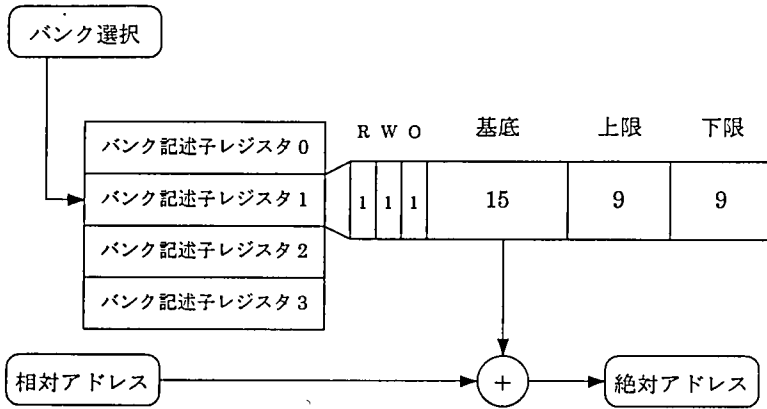 バンク選択
R W O 基底 上限 下限
バンク記述子レジスタ 0
バンク記述子レジスタ 1
1 1 1 15 9 9
バンク記述子レジスタ 2
バンク記述子レジスタ 3
相対アドレス
+
絶対アドレス